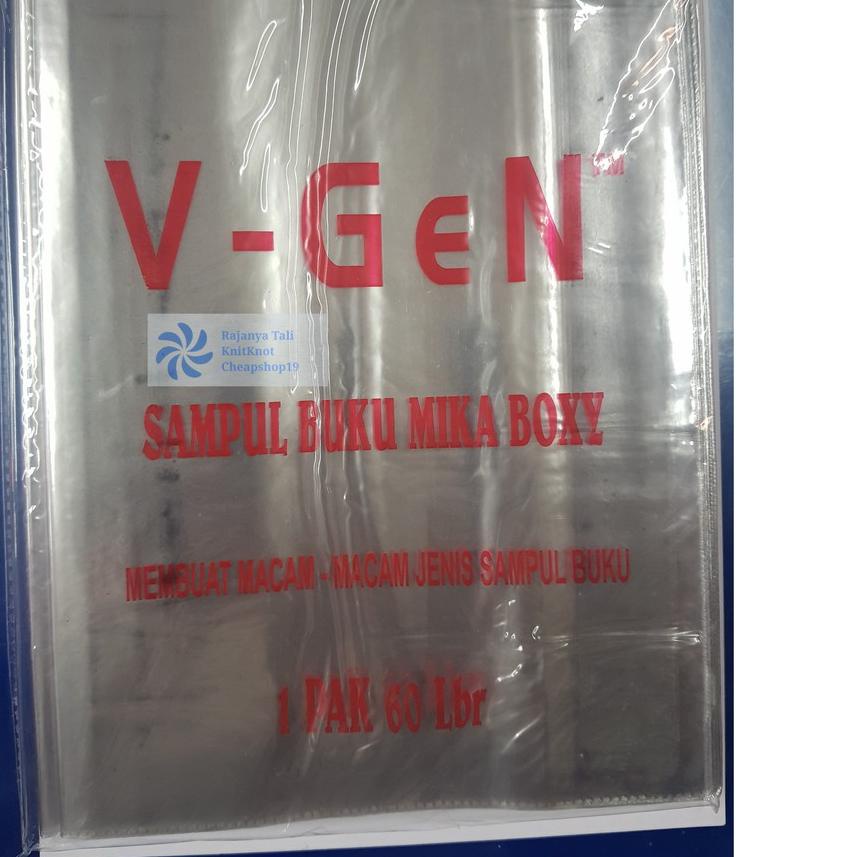 V-GeN™
Rajanya Tali
KnitKnot
Cheapshop19
SAMPUL BUKU MIKA BOXY
MEMBUAT MACAM - MACAM JENIS SAMPUL BUKU
1 PAK 60 Lbr